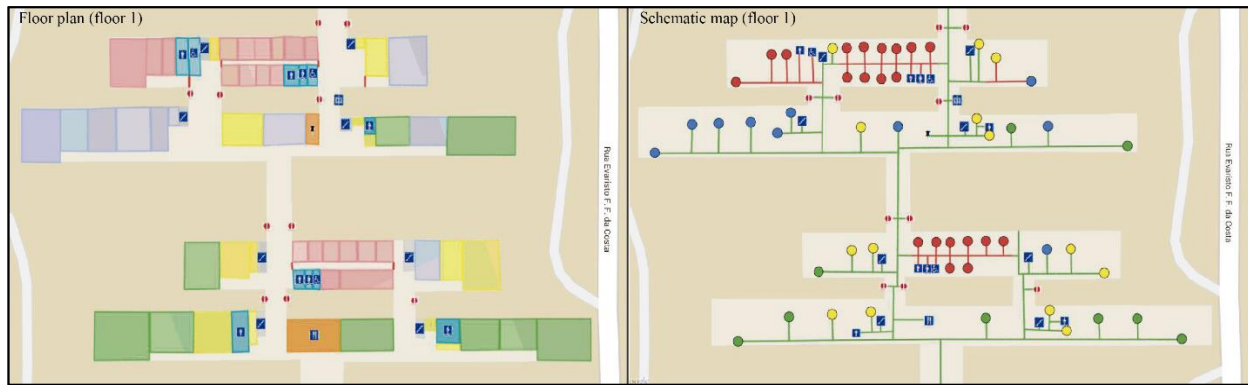 Floor plan (floor 1)
Schematic map (floor 1)
Rua Evaristo F. F. da Costa
Rua Evaristo F. F. da Costa